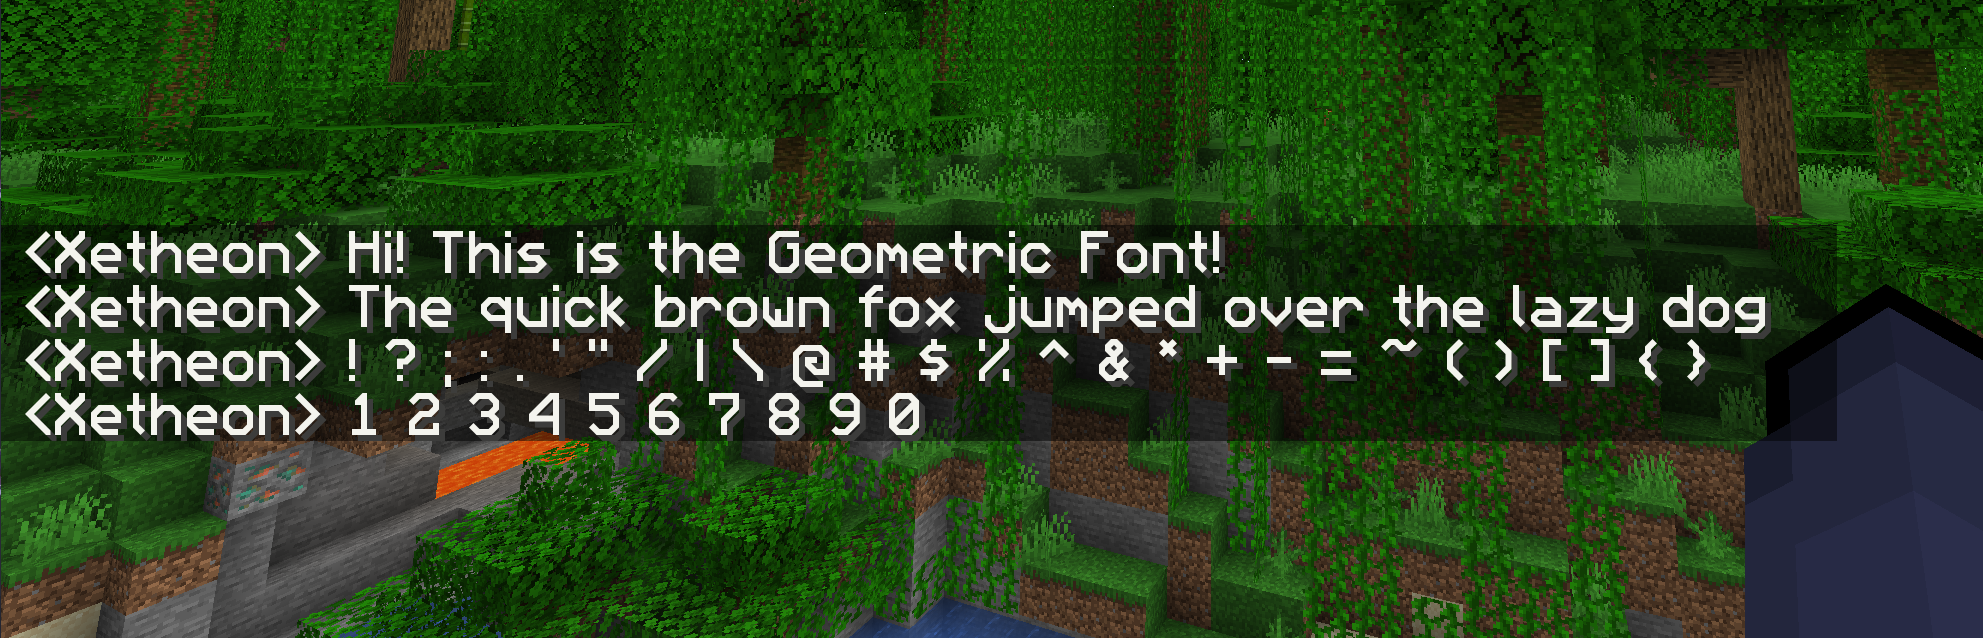 <Xetheon> Hi! This is the Geometric Font!
<Xetheon> The quick brown fox jumped over the lazy dog
<Xetheon> ! ? ; : . ' " / | \ @ # $ % ^ & * + - = ~ ( ) [ ] { }
<Xetheon> 1 2 3 4 5 6 7 8 9 0